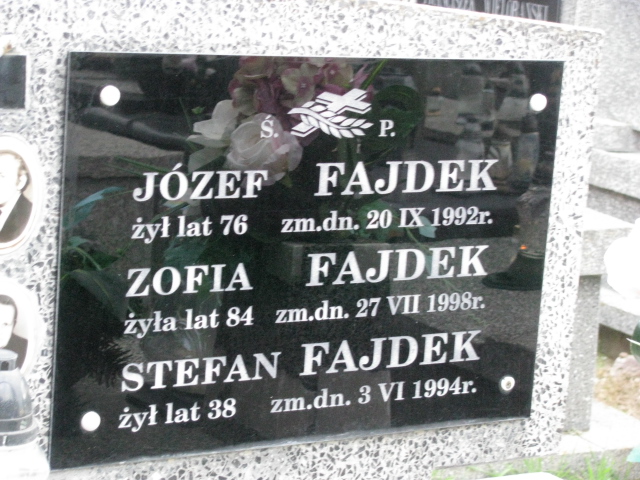 Ś. P.
JÓZEF FAJDEK
żył lat 76 zm.dn. 20 IX 1992r.
ZOFIA FAJDEK
żyła lat 84 zm.dn. 27 VII 1998r.
STEFAN FAJDEK
żył lat 38 zm.dn. 3 VI 1994r.